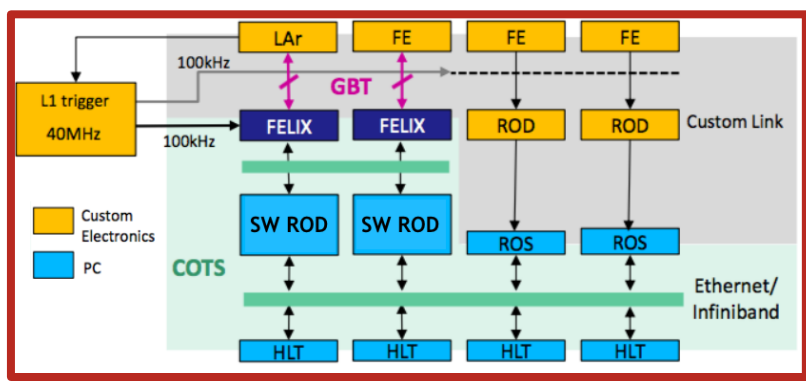 LAr
FE
FE
FE
100kHz
GBT
L1 trigger
40MHz
100kHz
FELIX
FELIX
ROD
ROD
Custom Link
SW ROD
SW ROD
Custom
Electronics
PC
ROS
ROS
COTS
Ethernet/
Infiniband
HLT
HLT
HLT
HLT